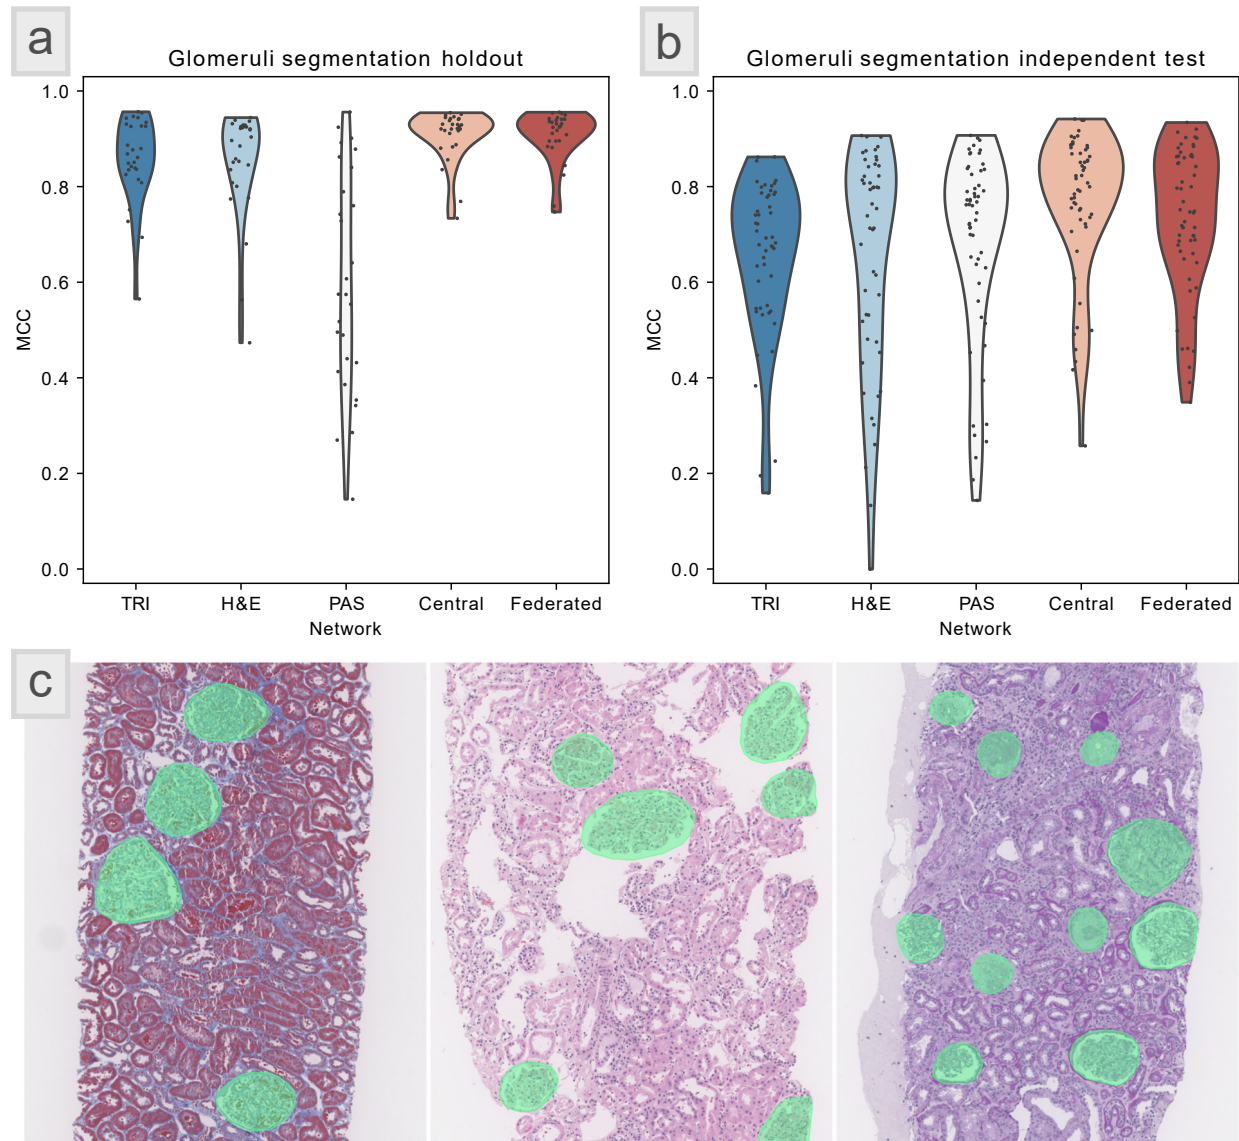 a
Glomeruli segmentation holdout
1.0
0.8
0.6
0.4
0.2
0.0
MCC
TRI H&E PAS Central Federated
Network
b
Glomeruli segmentation independent test
1.0
0.8
0.6
0.4
0.2
0.0
MCC
TRI H&E PAS Central Federated
Network
c